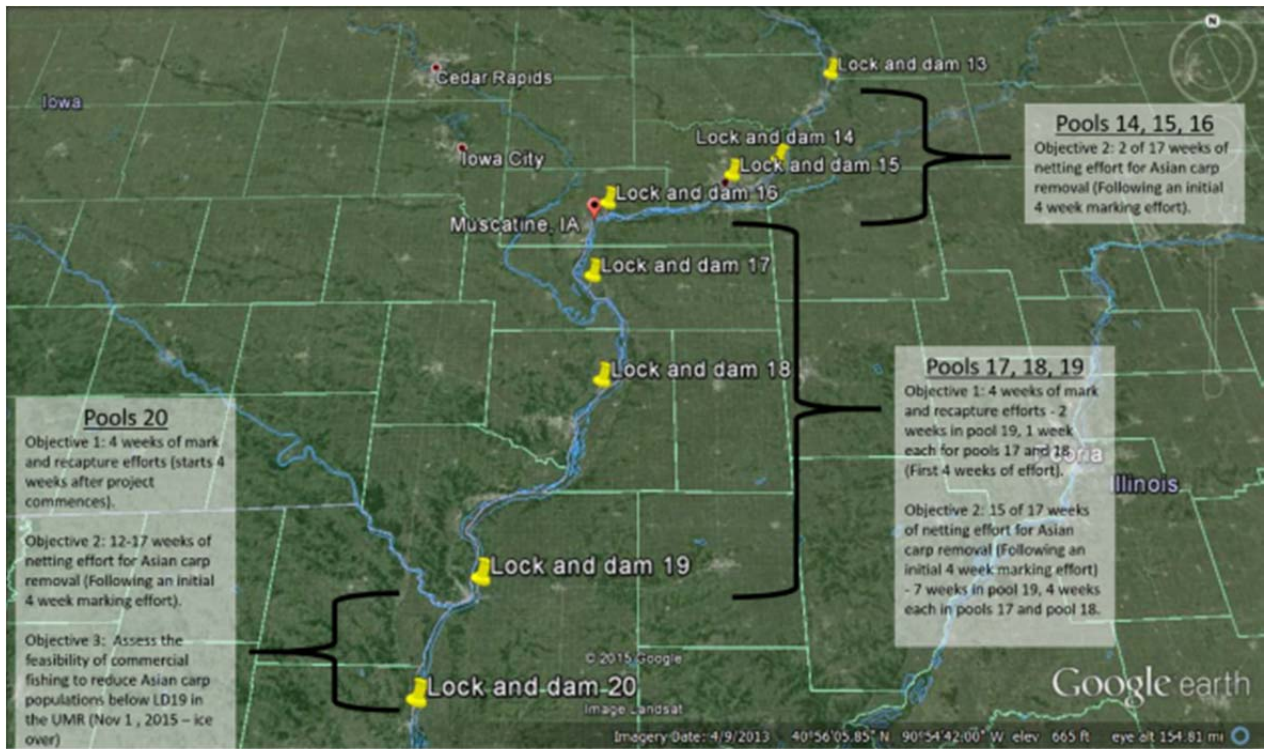 N
Lock and dam 13
Cedar Rapids
Iowa
Pools 14, 15, 16
Objective 2: 2 of 17 weeks of
netting effort for Asian carp
removal (Following an initial
4 week marking effort).
Lock and dam 14
Iowa City
Lock and dam 15
Lock and dam 16
Muscatine, IA
Lock and dam 17
Lock and dam 18
Pools 17, 18, 19
Objective 1: 4 weeks of mark
and recapture efforts - 2
weeks in pool 19, 1 week
each for pools 17 and 18
(First 4 weeks of effort).
Objective 2: 15 of 17 weeks
of netting effort for Asian
carp removal (Following an
initial 4 week marking effort)
- 7 weeks in pool 19, 4 weeks
each in pools 17 and pool 18.
Illinois
Pools 20
Objective 1: 4 weeks of mark
and recapture efforts (starts 4
weeks after project
commences).
Objective 2: 12-17 weeks of
netting effort for Asian carp
removal (Following an initial
4 week marking effort).
Objective 3:  Assess the
feasibility of commercial
fishing to reduce Asian carp
populations below LD19 in
the UMR (Nov 1 , 2015 – ice
over)
Lock and dam 19
Lock and dam 20
© 2015 Google
Image Landsat
Google earth
Imagery Date: 4/9/2013 40°56'05.85" N 90°54'42.00" W elev 665 ft eye alt 154.81 mi